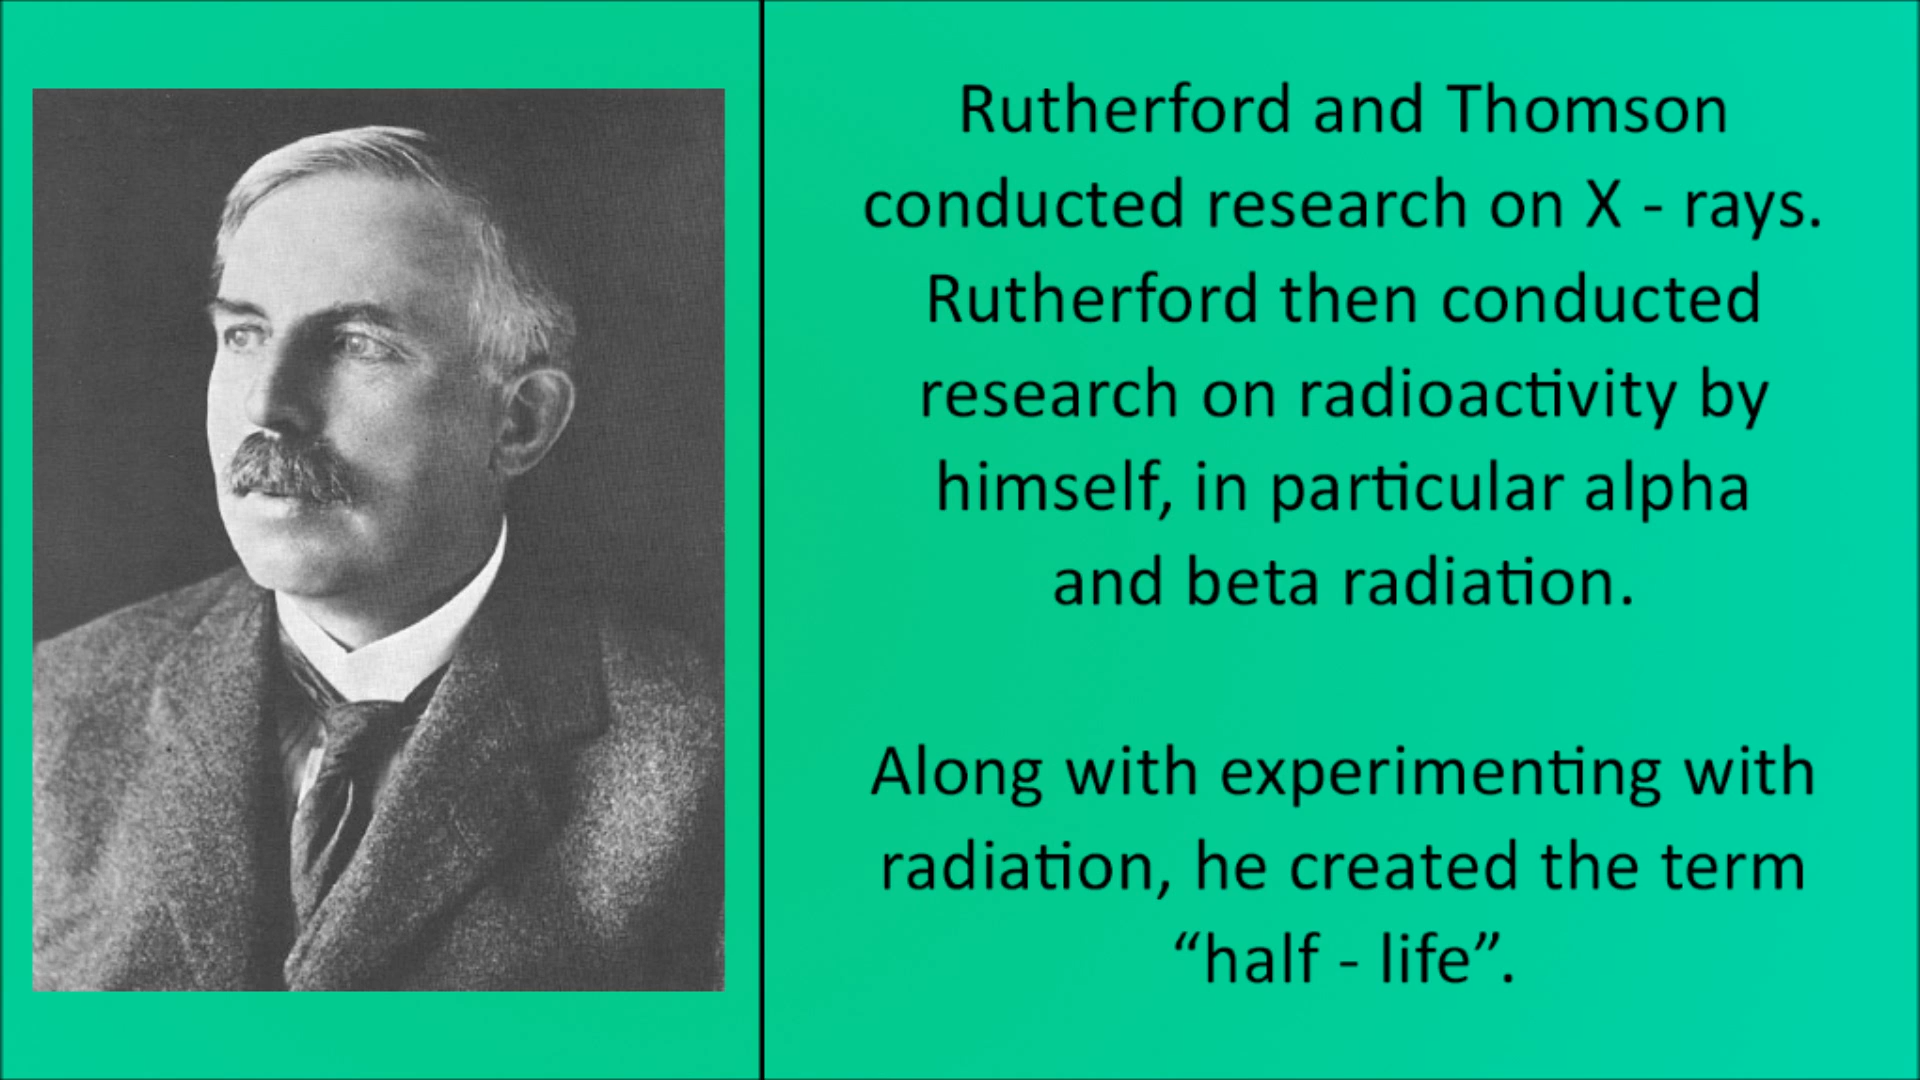 Rutherford and Thomson
conducted research on X - rays.
Rutherford then conducted
research on radioactivity by
himself, in particular alpha
and beta radiation.
Along with experimenting with
radiation, he created the term
“half - life”.